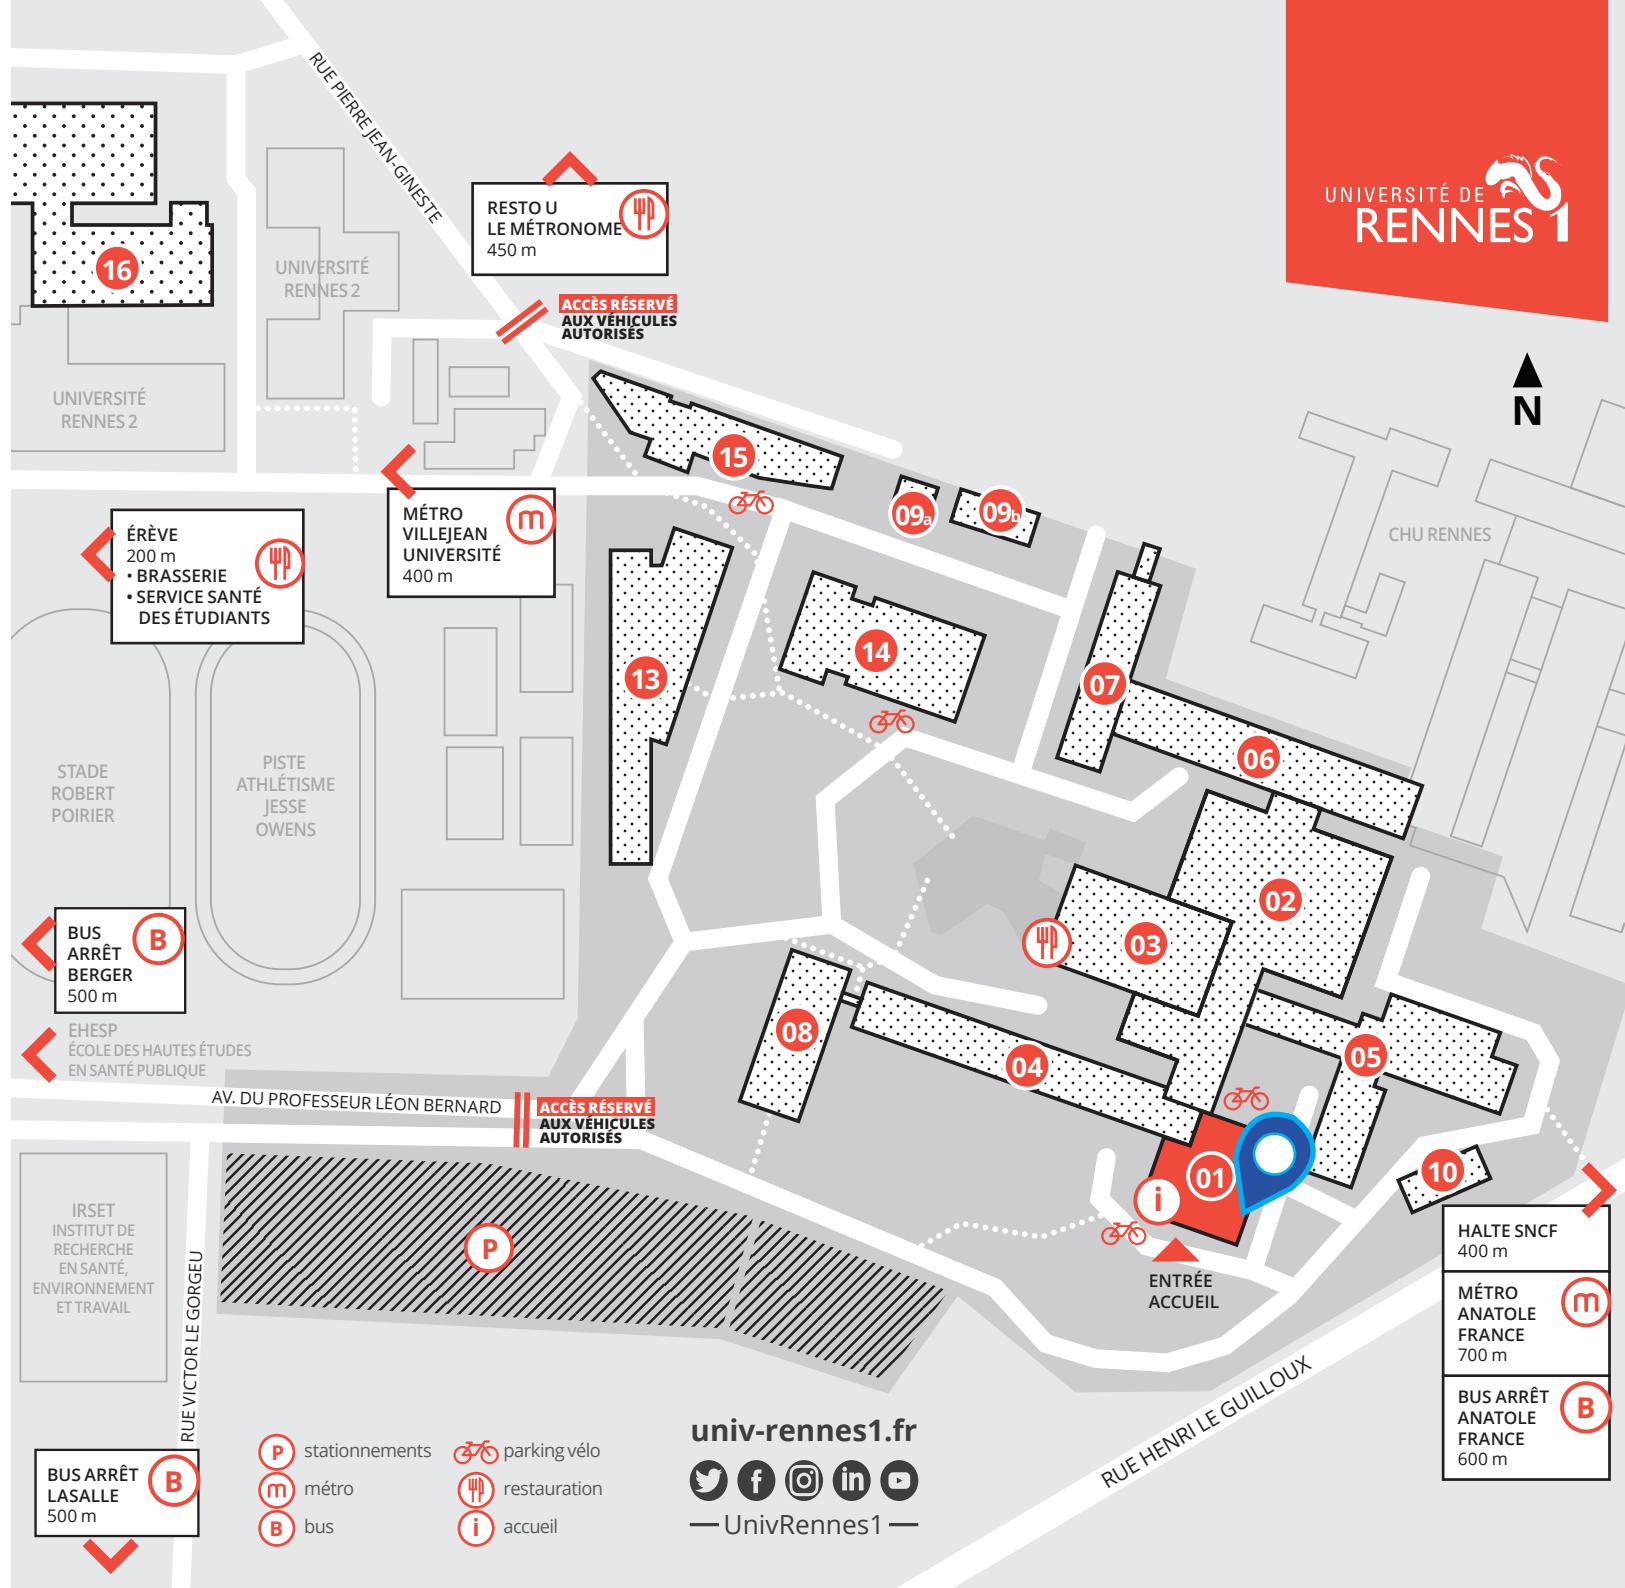 UNIVERSITÉ DE
RENNES 1
RUE PIERRE JEAN-GINESTE
RESTO U
LE MÉTRONOME
450 m
16
UNIVERSITÉ
RENNES 2
ACCÈS RÉSERVÉ
AUX VÉHICULES
AUTORISÉS
UNIVERSITÉ
RENNES 2
N
15
MÉTRO
VILLEJEAN
UNIVERSITÉ
400 m
m
09a
09b
CHU RENNES
ÉRÈVE
200 m
• BRASSERIE
• SERVICE SANTÉ
DES ÉTUDIANTS
13
14
07
06
STADE
ROBERT
POIRIER
PISTE
ATHLÉTISME
JESSE
OWENS
02
03
BUS
ARRÊT
BERGER
500 m
B
EHESP
ÉCOLE DES HAUTES ÉTUDES
EN SANTÉ PUBLIQUE
08
04
05
AV. DU PROFESSEUR LÉON BERNARD
ACCÈS RÉSERVÉ
AUX VÉHICULES
AUTORISÉS
01
i
10
IRSET
INSTITUT DE
RECHERCHE
EN SANTÉ,
ENVIRONNEMENT
ET TRAVAIL
RUE VICTOR LE GORGEU
P
ENTRÉE
ACCUEIL
HALTE SNCF
400 m
MÉTRO
ANATOLE
FRANCE
700 m
m
BUS ARRÊT
ANATOLE
FRANCE
600 m
B
RUE HENRI LE GUILLOUX
BUS ARRÊT
LASALLE
500 m
B
P stationnements
m métro
B bus
parking vélo
restauration
i accueil
univ-rennes1.fr
UnivRennes1